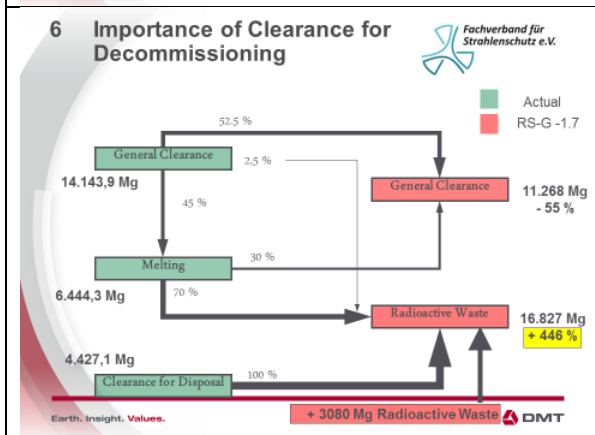 6 Importance of Clearance for
Decommissioning
Fachverband für
Strahlenschutz e.V.
Actual
RS-G -1.7
52.5 %
General Clearance
2,5 %
14.143,9 Mg
General Clearance
11.268 Mg
- 55 %
45 %
Melting
30 %
6.444,3 Mg
70 %
Radioactive Waste
16.827 Mg
+ 446 %
4.427,1 Mg
Clearance for Disposal
100 %
+ 3080 Mg Radioactive Waste
Earth. Insight. Values.
DMT